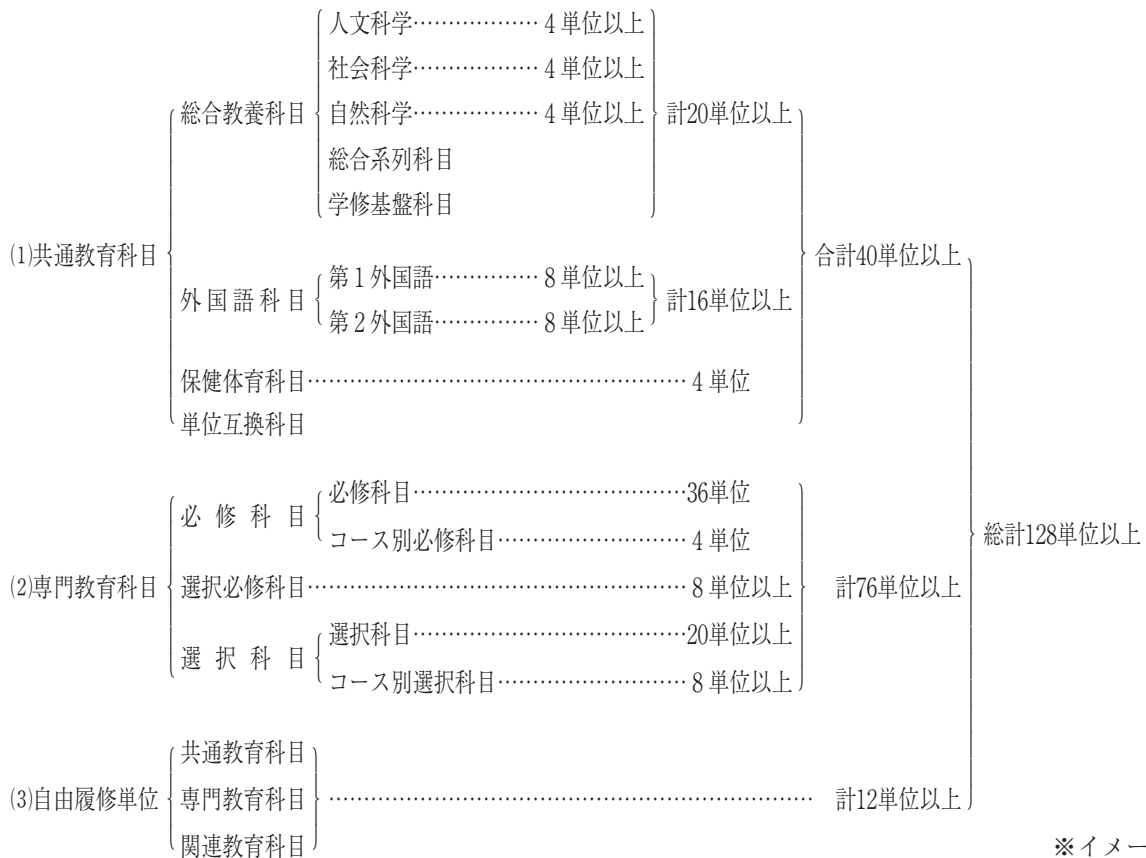 人文科学………………4単位以上
社会科学………………4単位以上
総合教養科目 自然科学………………4単位以上 計20単位以上
総合系列科目
学修基盤科目
(1)共通教育科目 合計40単位以上
第1外国語……………8単位以上
外国語科目 計16単位以上
第2外国語……………8単位以上
保健体育科目………………………………………………4単位
単位互換科目
必修科目…………………………………36単位
必修科目
コース別必修科目………………………4単位
総計128単位以上
(2)専門教育科目 選択必修科目………………………………………………8単位以上 計76単位以上
選択科目…………………………………20単位以上
選択科目
コース別選択科目………………………8単位以上
共通教育科目
(3)自由履修単位 専門教育科目 …………………………………………………………… 計12単位以上
関連教育科目
※イメー